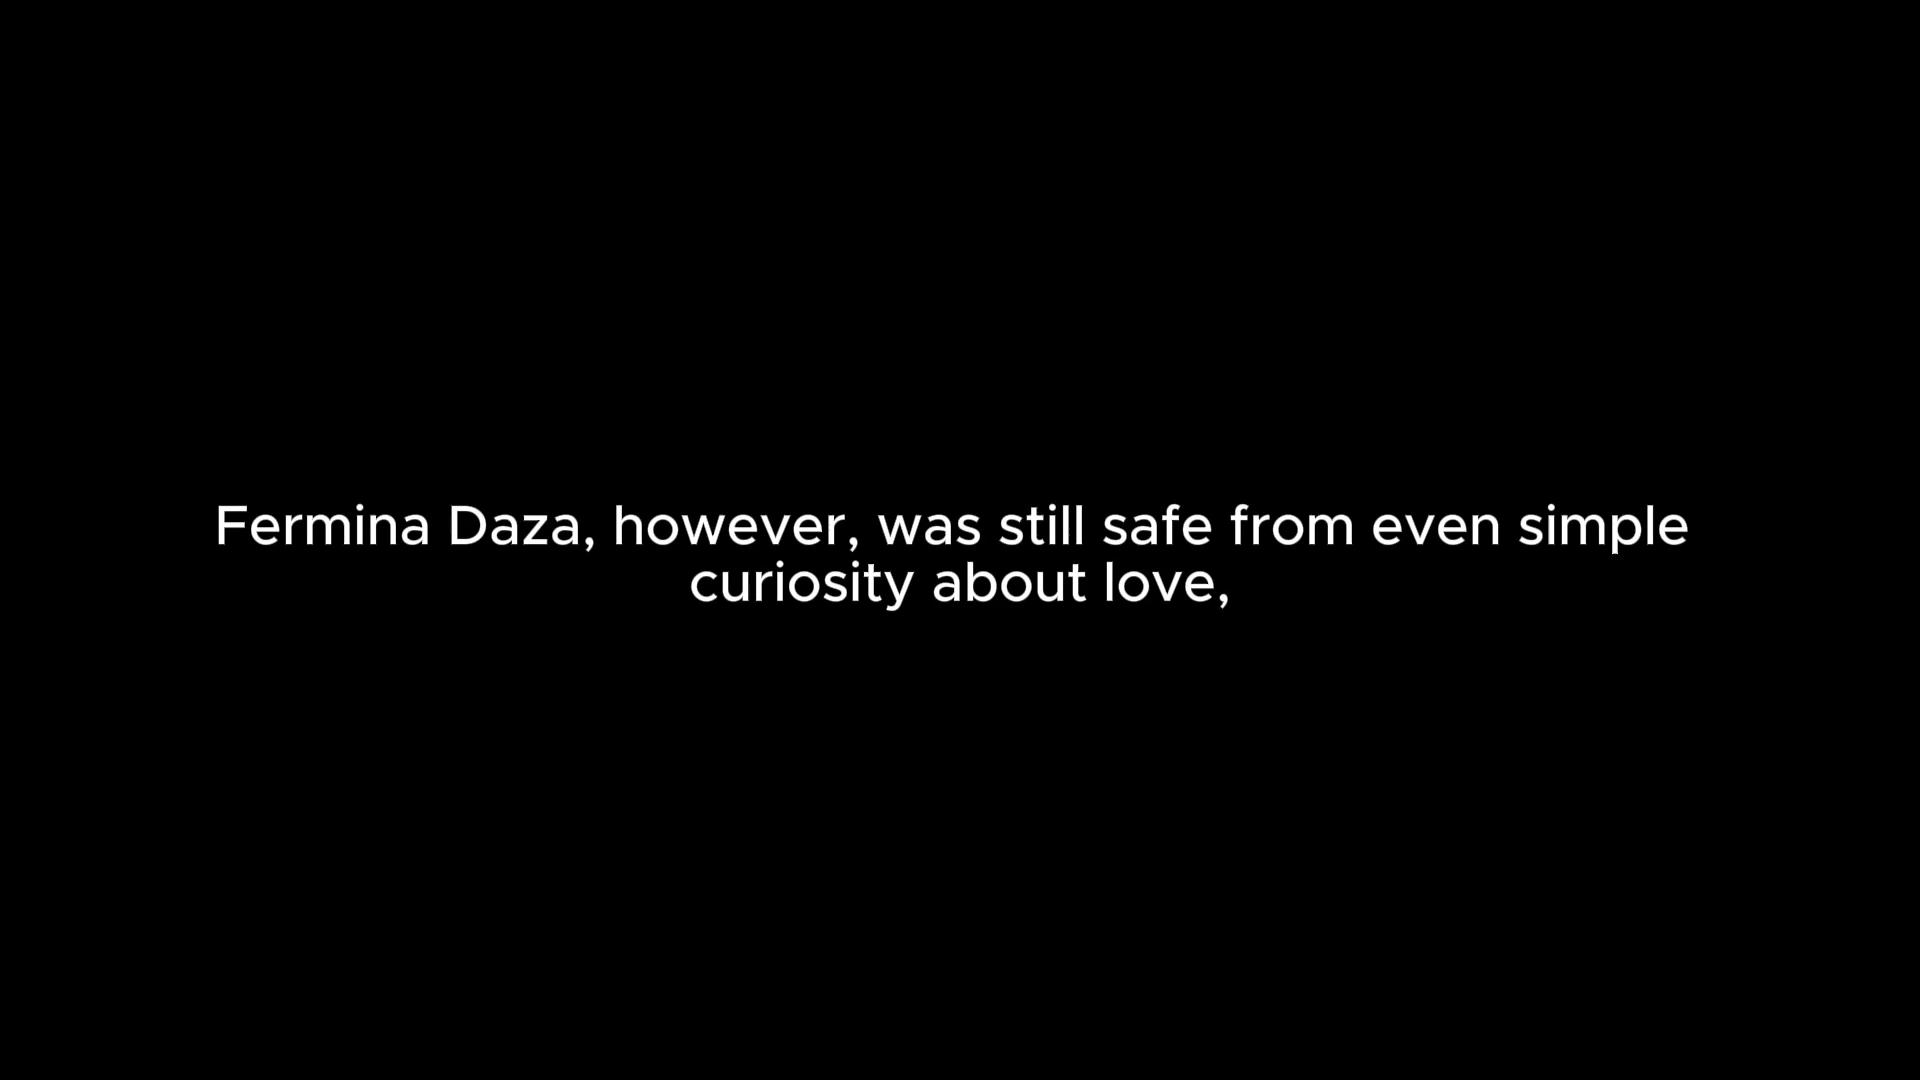 Fermina Daza, however, was still safe from even simple
curiosity about love,